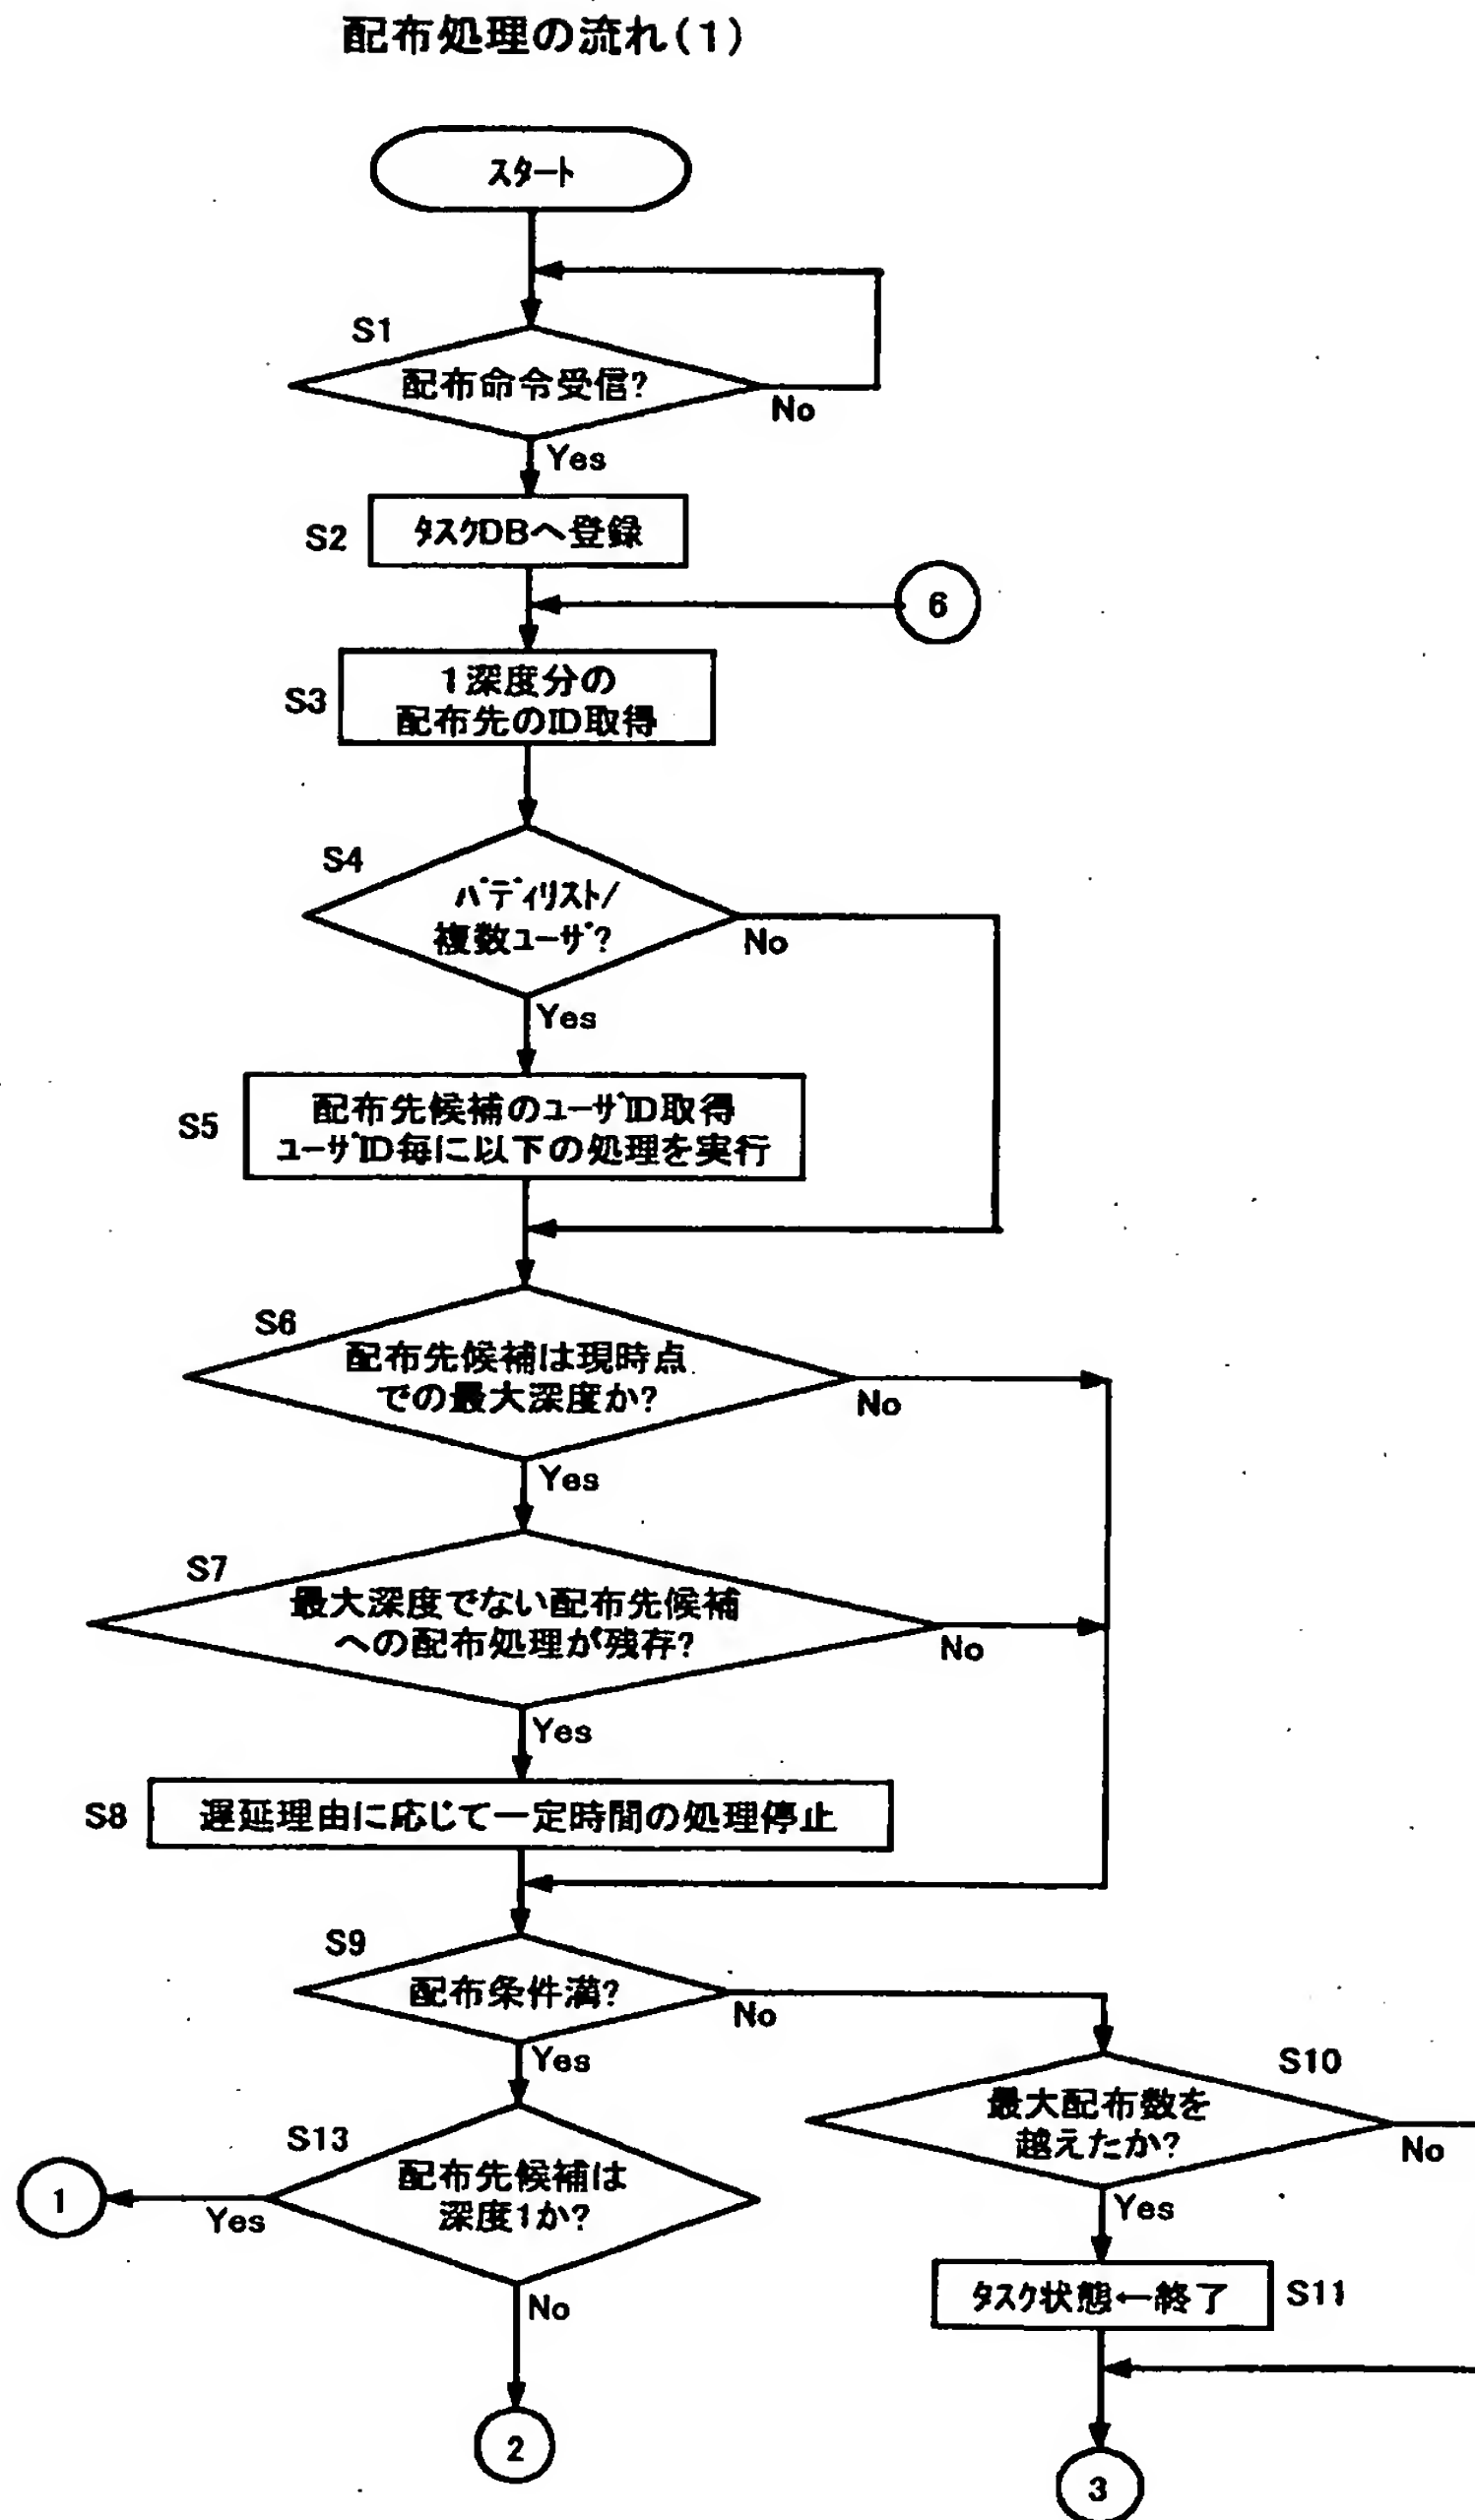 配布処理の流れ(1)
スタート
S1
配布命令受信?
No
Yes
S2
タスクDBへ登録
6
S3
1深度分の
配布先のID取得
S4
バディリスト/
複数ユーザ?
No
Yes
S5
配布先候補のユーザID取得
ユーザID毎に以下の処理を実行
S6
配布先候補は現時点
での最大深度か?
No
Yes
S7
最大深度でない配布先候補
への配布処理が残存?
No
Yes
S8
遅延理由に応じて一定時間の処理停止
S9
配布条件満?
No
Yes
S10
最大配布数を
越えたか?
No
Yes
S13
配布先候補は
深度1か?
1
Yes
No
タスク状態←終了
S11
2
3